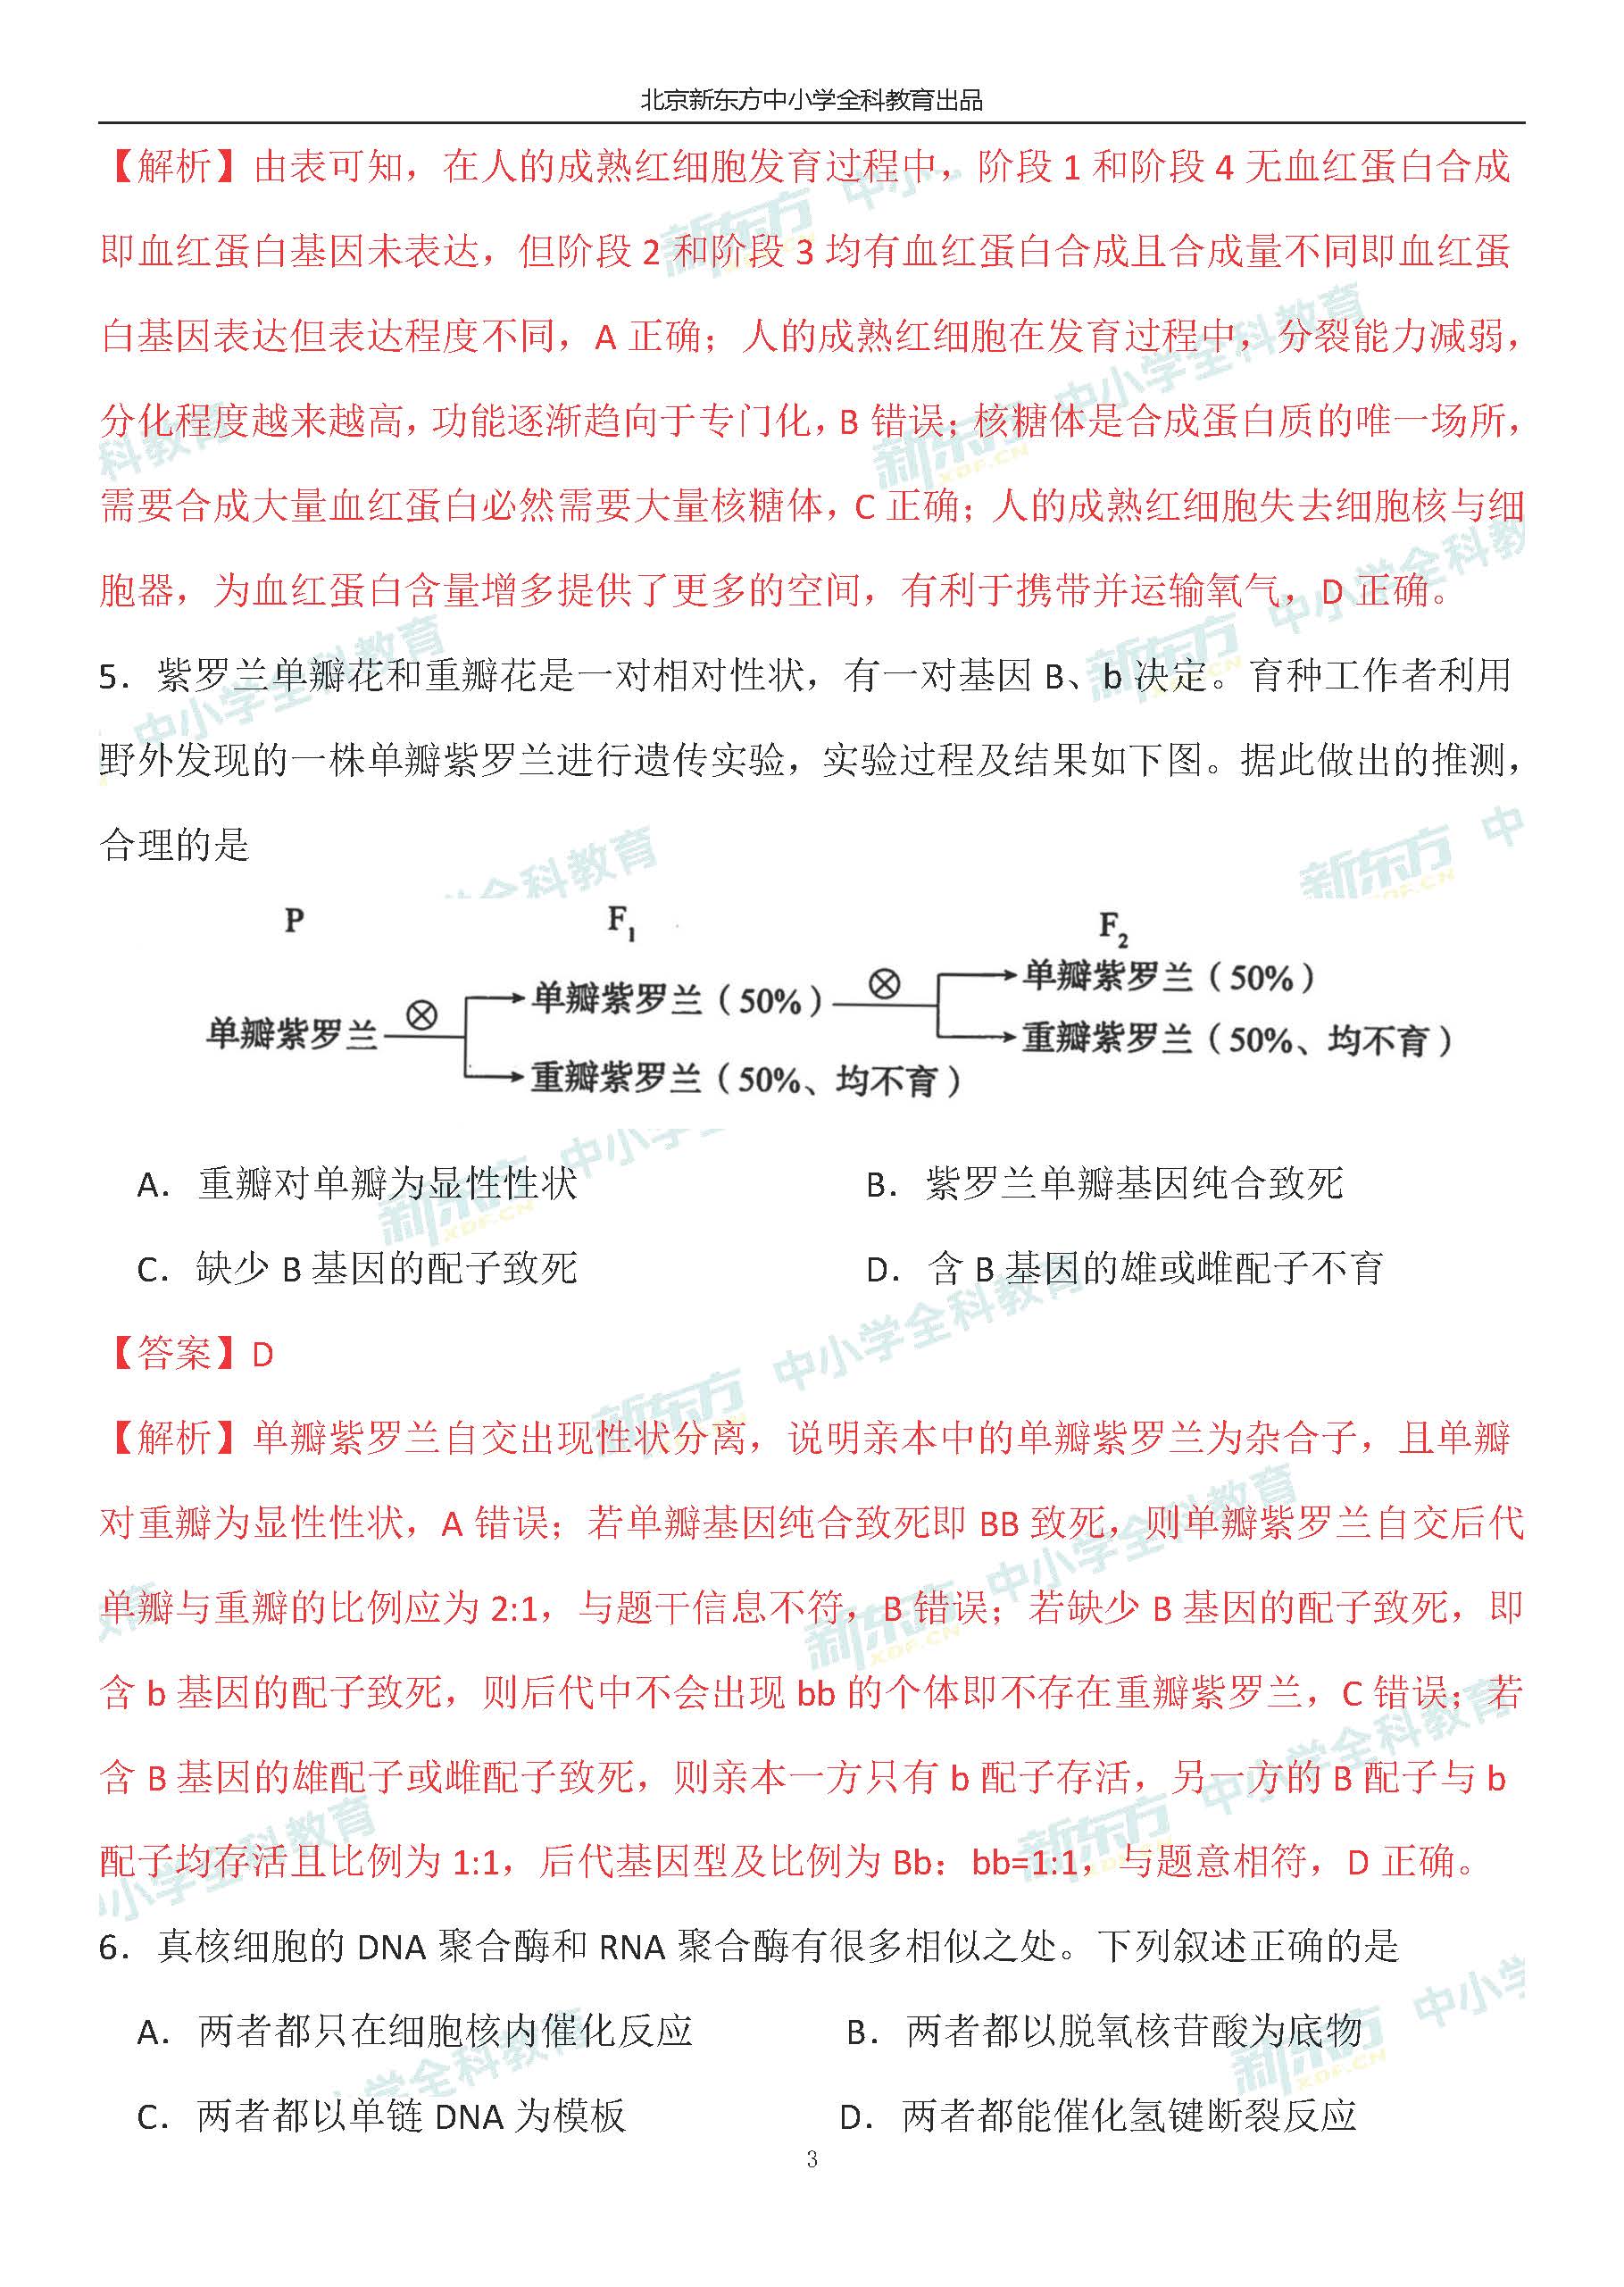 北京新东方中小学全科教育出品
【解析】由表可知，在人的成熟红细胞发育过程中，阶段 1 和阶段 4 无血红蛋白合成
即血红蛋白基因未表达，但阶段 2 和阶段 3 均有血红蛋白合成且合成量不同即血红蛋
白基因表达但表达程度不同，A 正确；人的成熟红细胞在发育过程中，分裂能力减弱，
分化程度越来越高，功能逐渐趋向于专门化，B 错误；核糖体是合成蛋白质的唯一场所，
需要合成大量血红蛋白必然需要大量核糖体，C 正确；人的成熟红细胞失去细胞核与细
胞器，为血红蛋白含量增多提供了更多的空间，有利于携带并运输氧气，D 正确。
5．紫罗兰单瓣花和重瓣花是一对相对性状，有一对基因 B、b 决定。育种工作者利用
野外发现的一株单瓣紫罗兰进行遗传实验，实验过程及结果如下图。据此做出的推测，
合理的是
P F1 F2
单瓣紫罗兰 ⊗ 单瓣紫罗兰（50%） ⊗ 单瓣紫罗兰（50%）
重瓣紫罗兰（50%、均不育）
重瓣紫罗兰（50%、均不育）
A．重瓣对单瓣为显性性状 B．紫罗兰单瓣基因纯合致死
C．缺少 B 基因的配子致死 D．含 B 基因的雄或雌配子不育
【答案】D
【解析】单瓣紫罗兰自交出现性状分离，说明亲本中的单瓣紫罗兰为杂合子，且单瓣
对重瓣为显性性状，A 错误；若单瓣基因纯合致死即 BB 致死，则单瓣紫罗兰自交后代
单瓣与重瓣的比例应为 2:1，与题干信息不符，B 错误；若缺少 B 基因的配子致死，即
含 b 基因的配子致死，则后代中不会出现 bb 的个体即不存在重瓣紫罗兰，C 错误；若
含 B 基因的雄配子或雌配子致死，则亲本一方只有 b 配子存活，另一方的 B 配子与 b
配子均存活且比例为 1:1，后代基因型及比例为 Bb：bb=1:1，与题意相符，D 正确。
6．真核细胞的 DNA 聚合酶和 RNA 聚合酶有很多相似之处。下列叙述正确的是
A．两者都只在细胞核内催化反应 B．两者都以脱氧核苷酸为底物
C．两者都以单链 DNA 为模板 D．两者都能催化氢键断裂反应
3